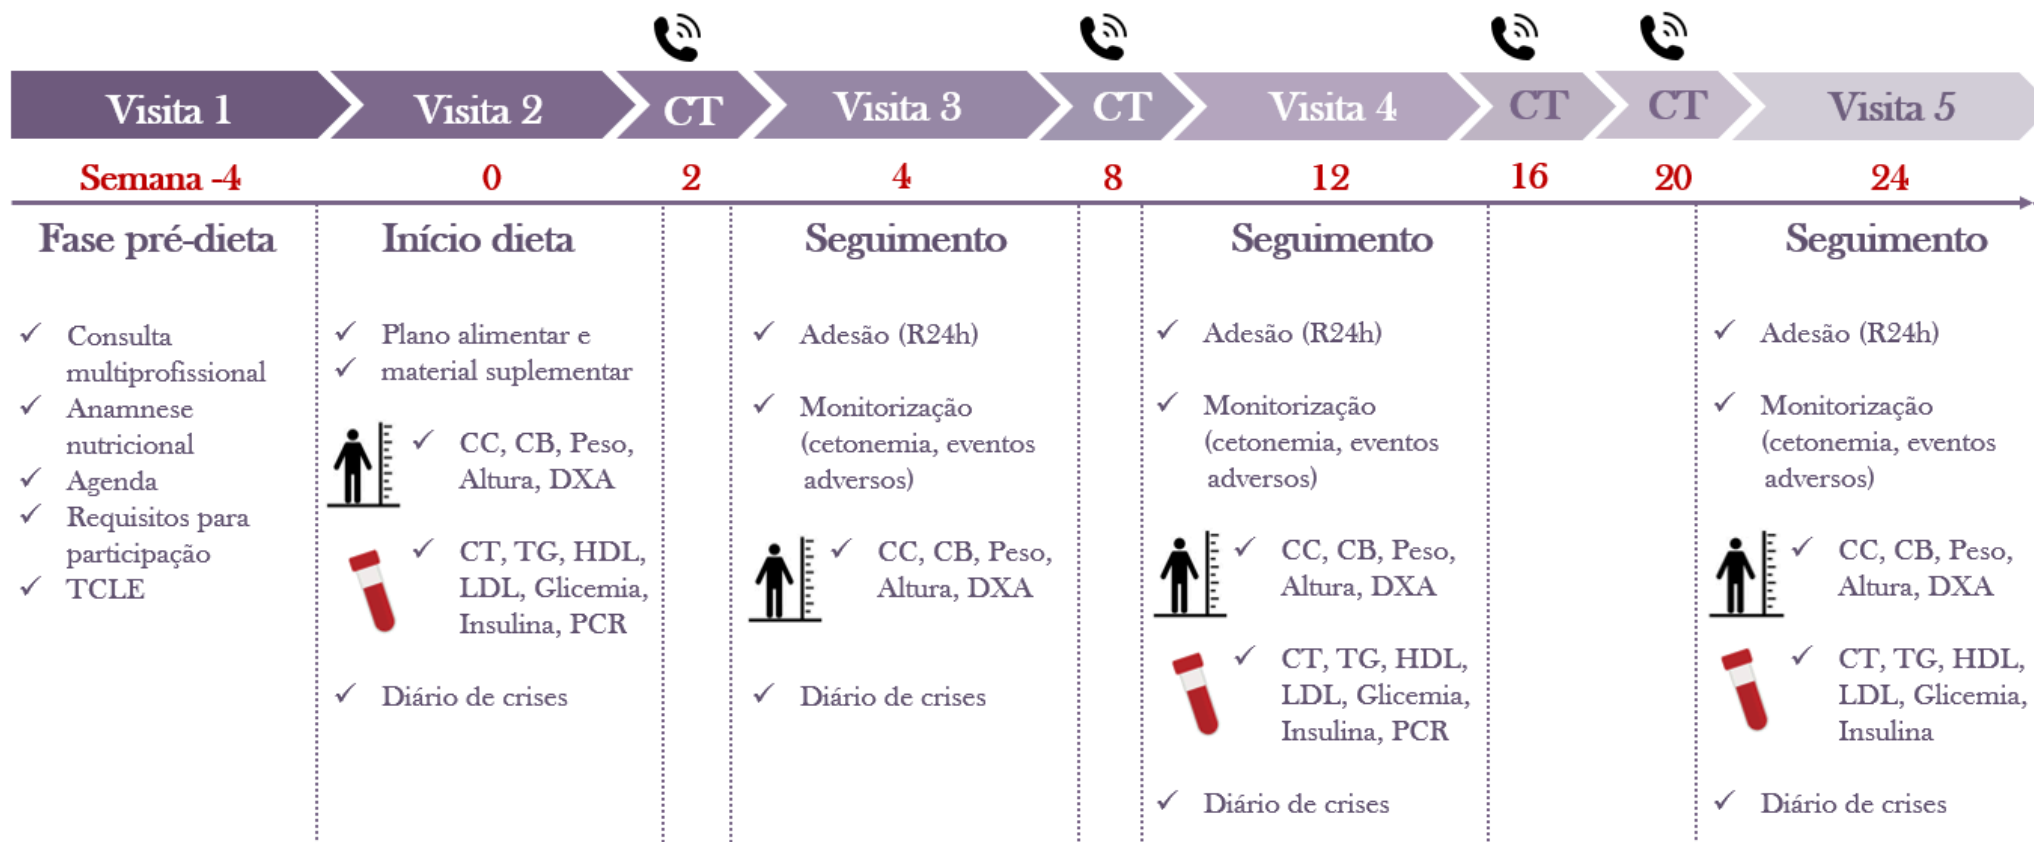 Visita 1
Visita 2
CT
Visita 3
CT
Visita 4
CT
CT
Visita 5
Semana -4
0
2
4
8
12
16
20
24
Fase pré-dieta
Consulta
multiprofissional
Anamnese
nutricional
Agenda
Requisitos para
participação
TCLE
Início dieta
Plano alimentar e
material suplementar
CC, CB, Peso,
Altura, DXA
CT, TG, HDL,
LDL, Glicemia,
Insulina, PCR
Diário de crises
Seguimento
Adesão (R24h)
Monitorização
(cetonemia, eventos
adversos)
CC, CB, Peso,
Altura, DXA
Diário de crises
Seguimento
Adesão (R24h)
Monitorização
(cetonemia, eventos
adversos)
CC, CB, Peso,
Altura, DXA
CT, TG, HDL,
LDL, Glicemia,
Insulina, PCR
Diário de crises
Seguimento
Adesão (R24h)
Monitorização
(cetonemia, eventos
adversos)
CC, CB, Peso,
Altura, DXA
CT, TG, HDL,
LDL, Glicemia,
Insulina
Diário de crises